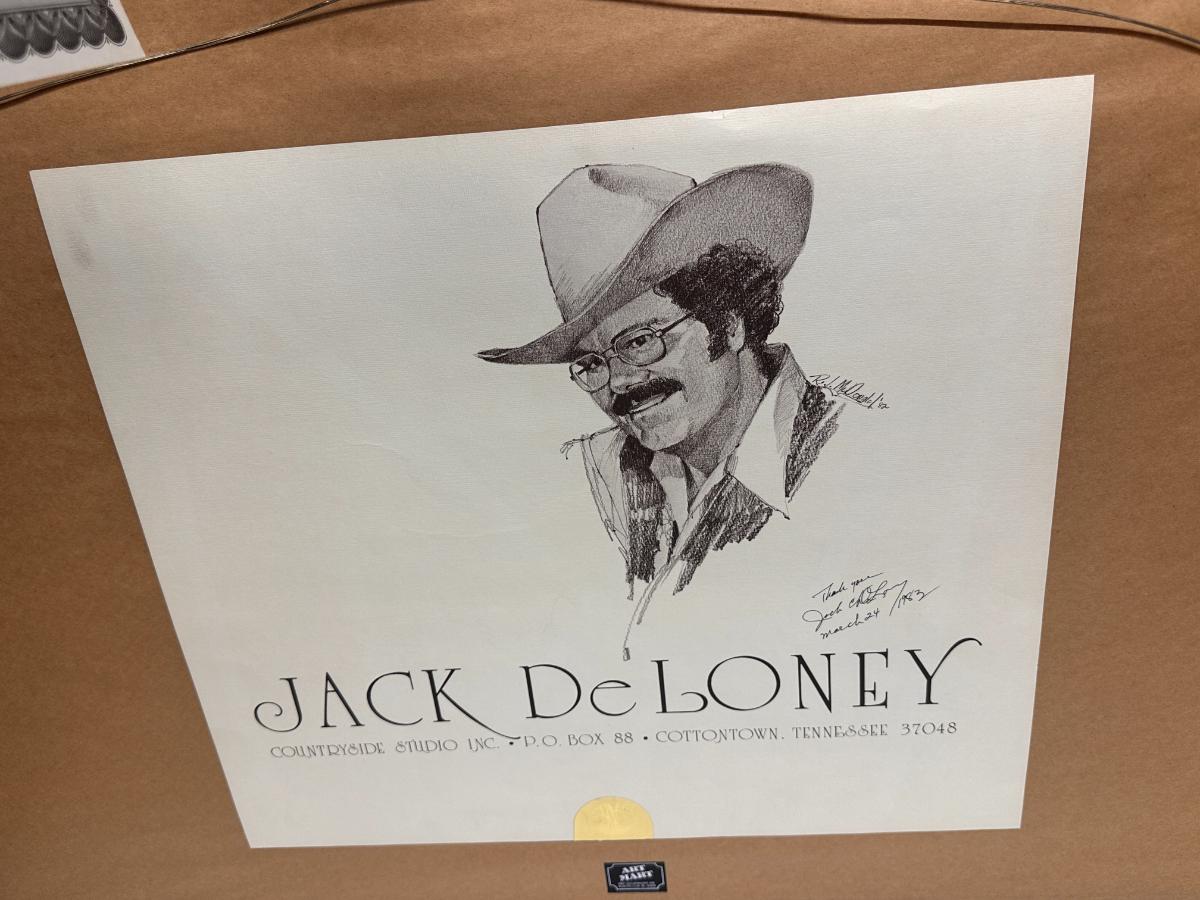 Thank you
Jack DeLoney
march 24 / 1983
JACK DeLONEY
COUNTRYSIDE STUDIO INC. • P.O. BOX 88 • COTTONTOWN, TENNESSEE 37048
ART
MART